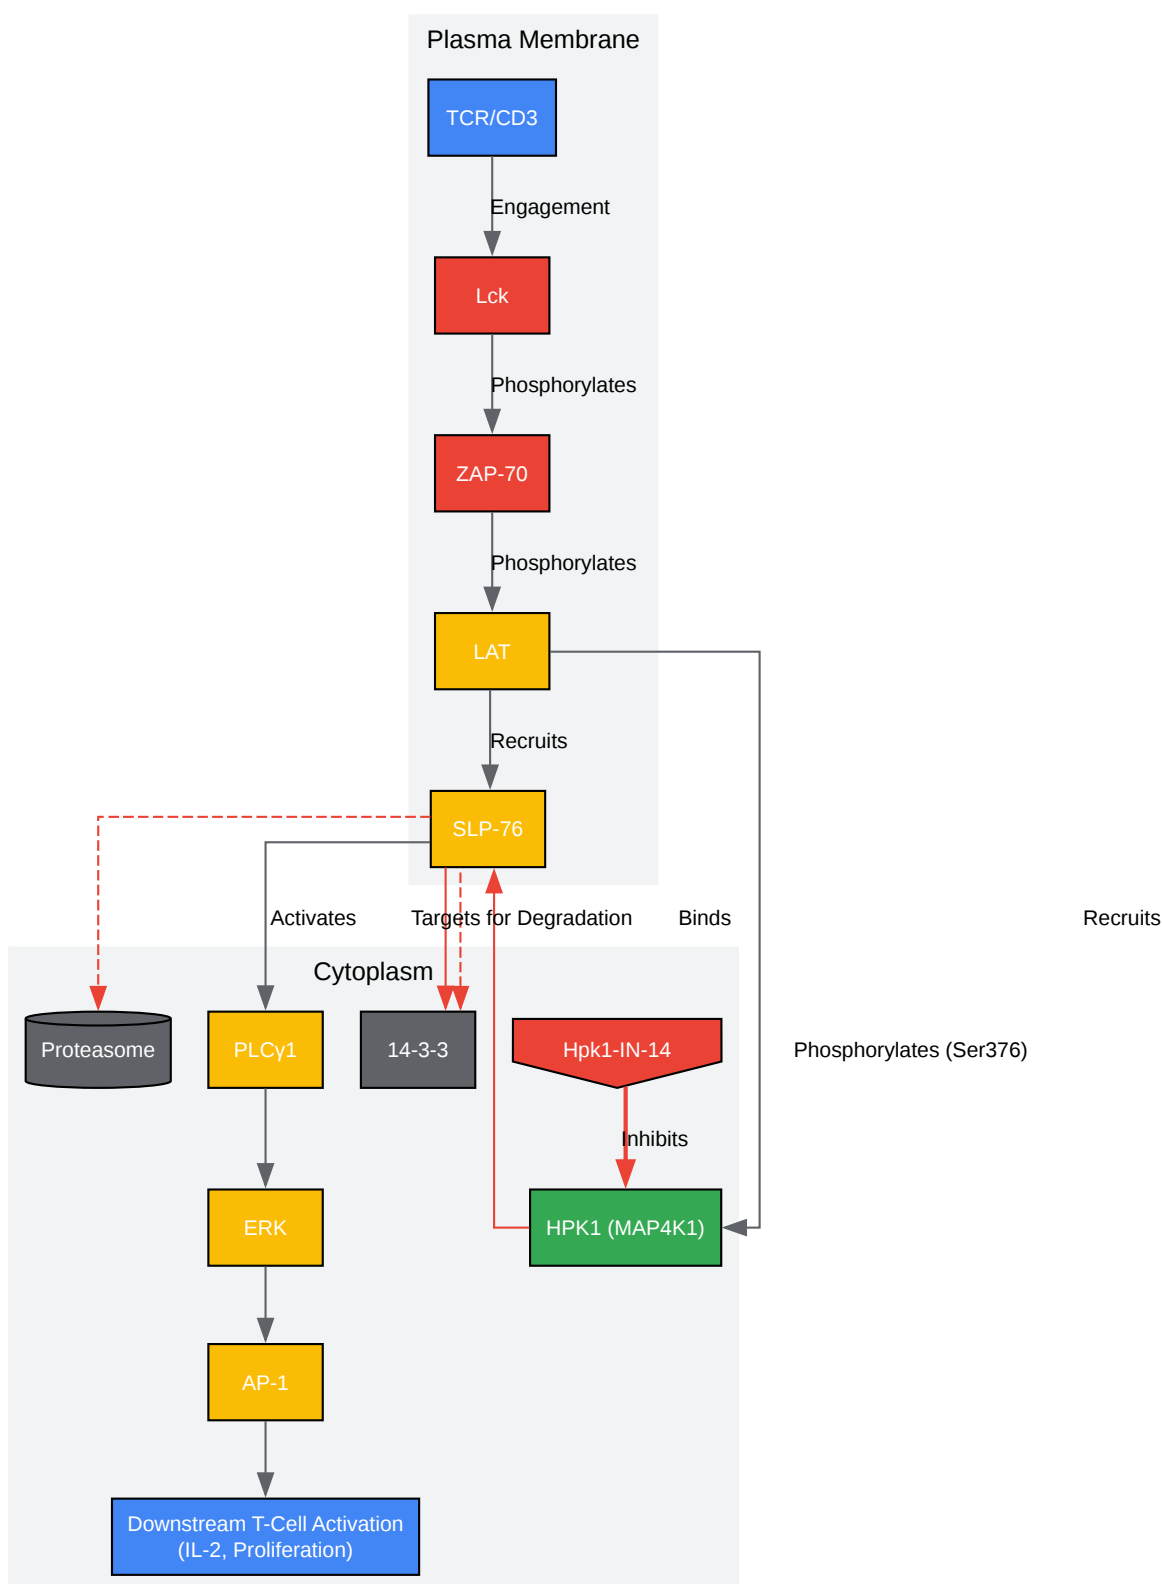 Plasma Membrane
TCR/CD3
Engagement
Lck
Phosphorylates
ZAP-70
Phosphorylates
LAT
Recruits
SLP-76
Activates
Targets for Degradation
Binds
Recruits
Cytoplasm
Proteasome
PLCγ1
14-3-3
Hpk1-IN-14
Phosphorylates (Ser376)
Inhibits
ERK
HPK1 (MAP4K1)
AP-1
Downstream T-Cell Activation
(IL-2, Proliferation)